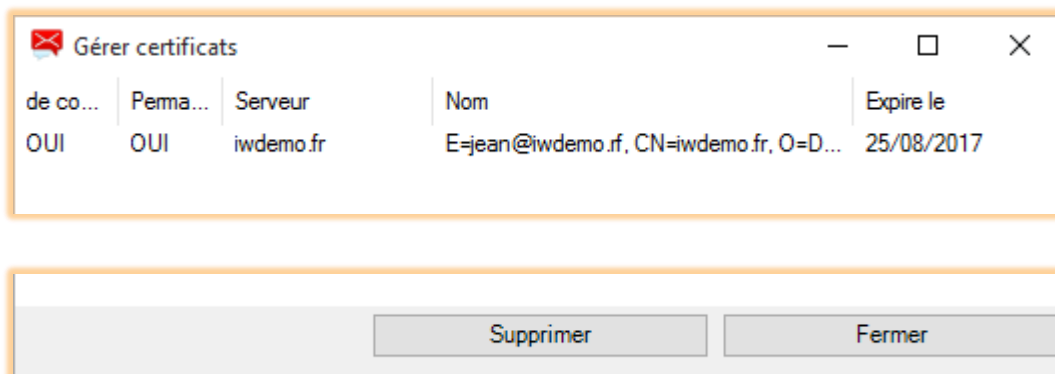 Gérer certificats
de co... Perma... Serveur Nom Expire le
OUI OUI iwdemo.fr E=jean@iwdemo.rf, CN=iwdemo.fr, O=D... 25/08/2017
Supprimer Fermer